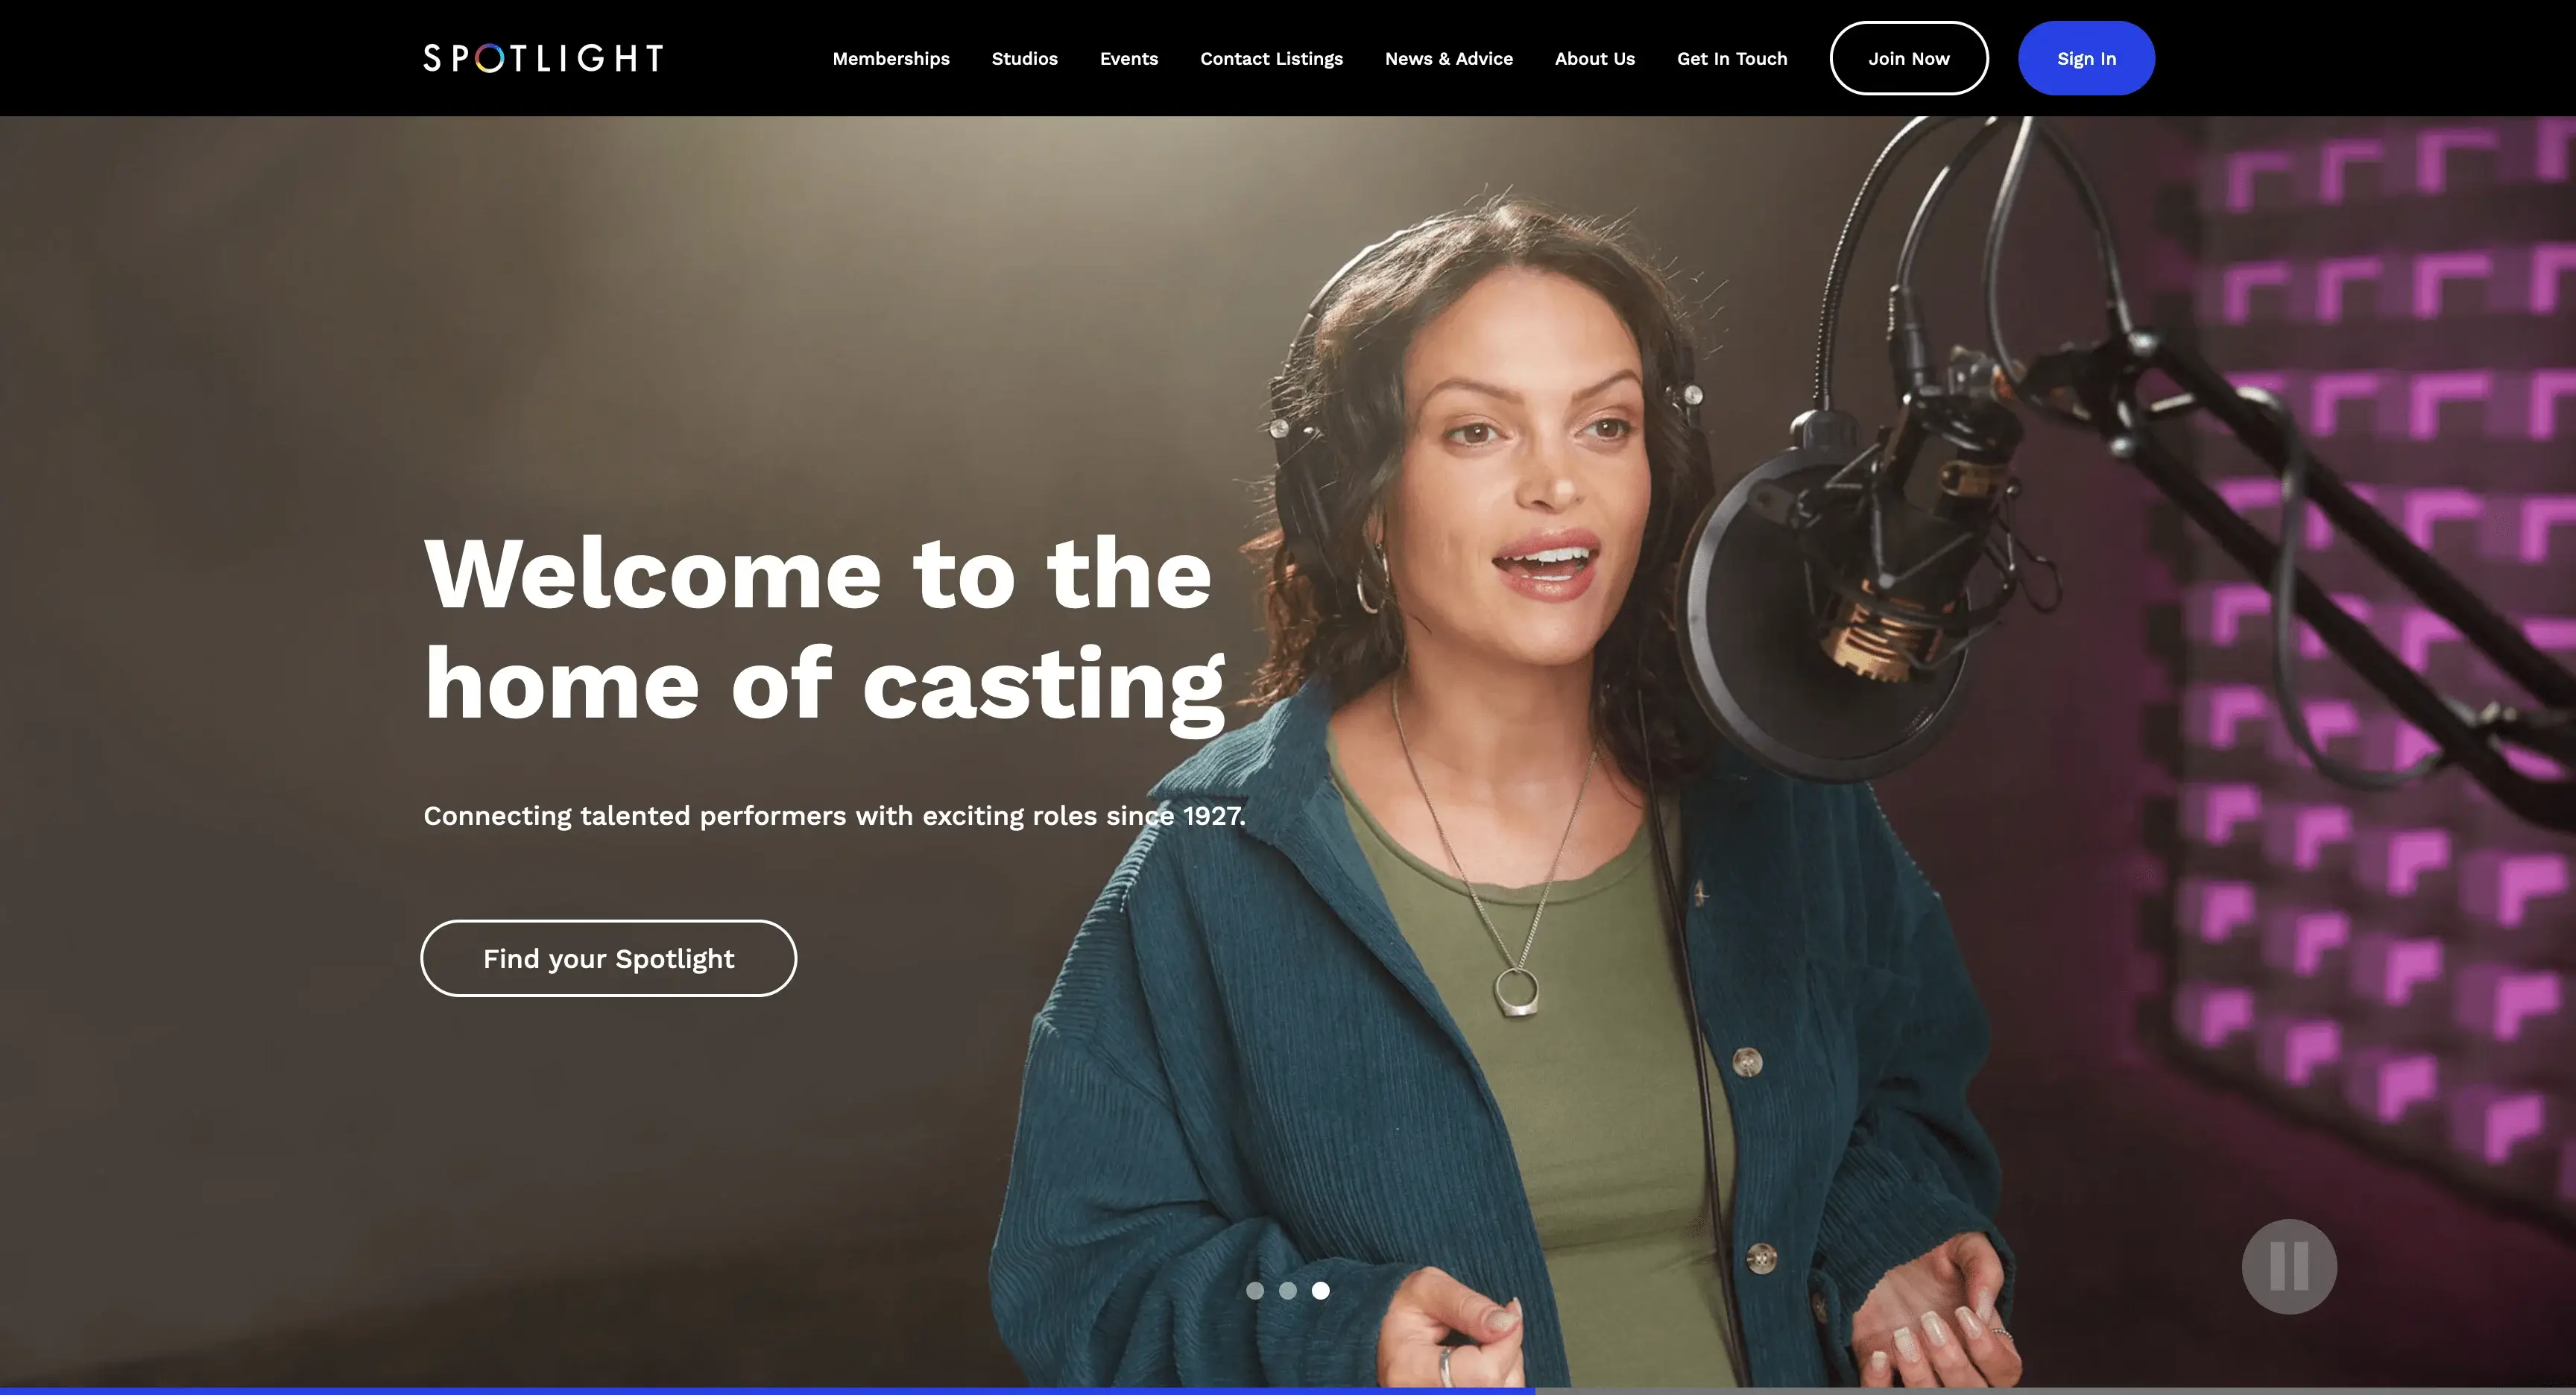 SPOTLIGHT
Memberships
Studios
Events
Contact Listings
News & Advice
About Us
Get In Touch
Join Now
Sign In
Welcome to the
home of casting
Connecting talented performers with exciting roles since 1927.
Find your Spotlight